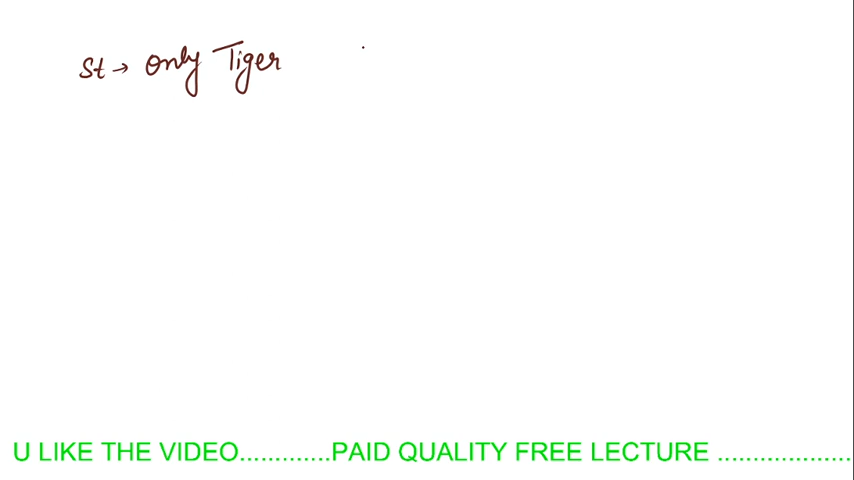 St → Only Tiger
U LIKE THE VIDEO.............PAID QUALITY FREE LECTURE ...................